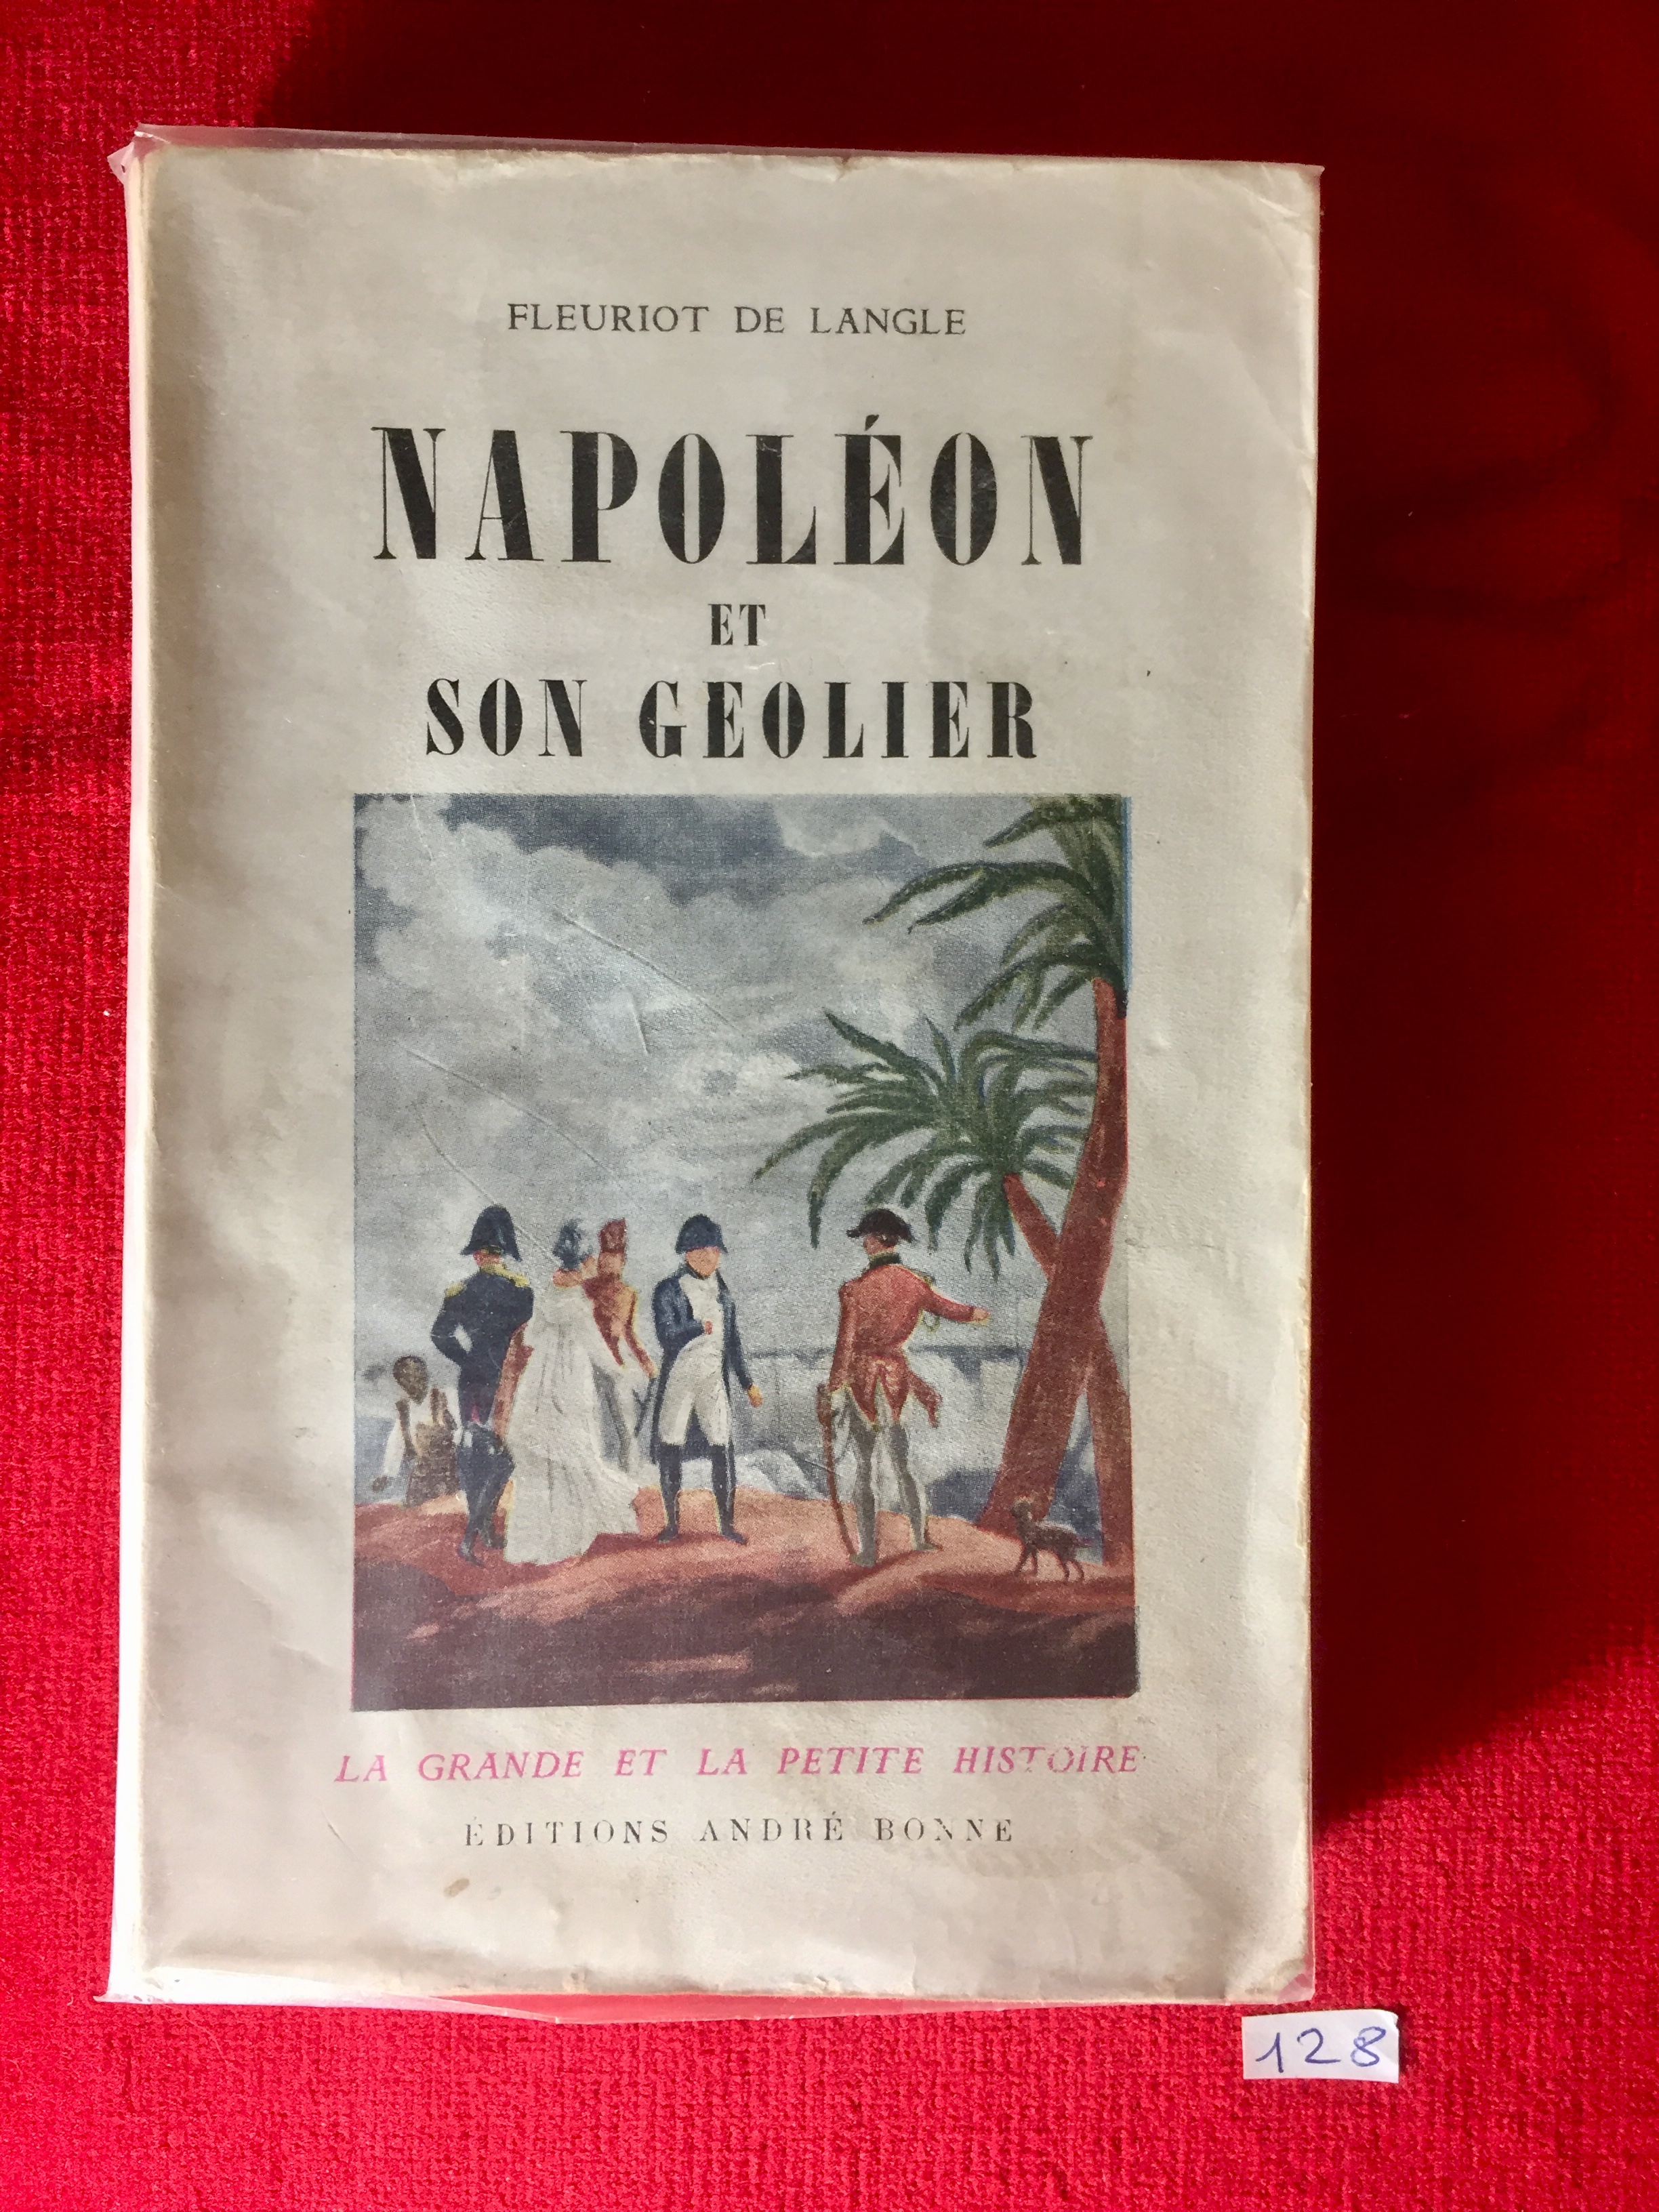 FLEURIOT DE LANGLE
NAPOLÉON
ET
SON GEOLIER
LA GRANDE ET LA PETITE HISTOIRE
ÉDITIONS ANDRÉ BONNE
128